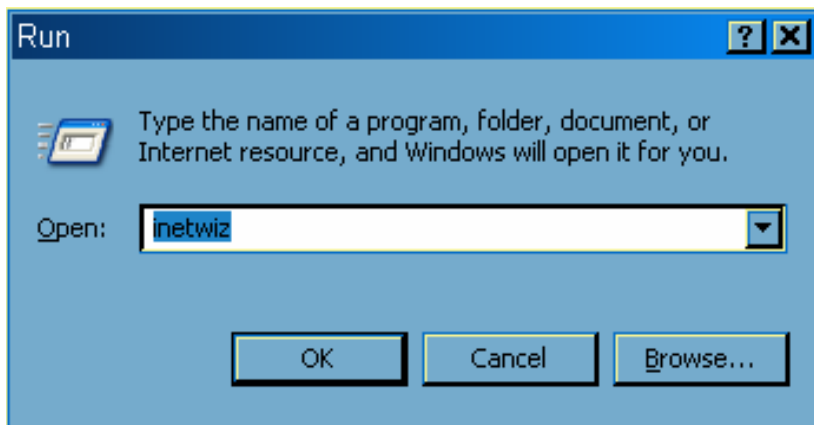 Run
Type the name of a program, folder, document, or
Internet resource, and Windows will open it for you.
Open: inetwiz
OK Cancel Browse...